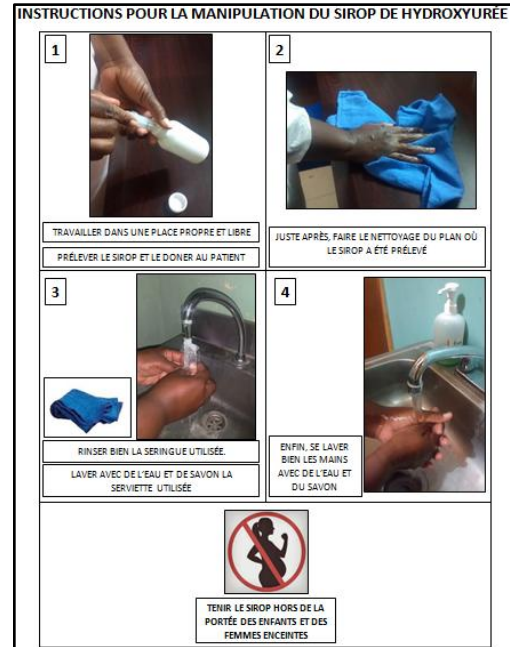 INSTRUCTIONS POUR LA MANIPULATION DU SIROP DE HYDROXYURÉE
1
TRAVAILLER DANS UNE PLACE PROPRE ET LIBRE
PRÉLEVER LE SIROP ET LE DONER AU PATIENT
2
JUSTE APRÈS, FAIRE LE NETTOYAGE DU PLAN OÙ
LE SIROP A ÉTÉ PRÉLEVÉ
3
RINSER BIEN LA SERINGUE UTILISÉE.
LAVER AVEC DE L'EAU ET DE SAVON LA
SERVIETTE UTILISÉE
4
ENFIN, SE LAVER
BIEN LES MAINS
AVEC DE L'EAU ET
DU SAVON
TENIR LE SIROP HORS DE LA
PORTÉE DES ENFANTS ET DES
FEMMES ENCEINTES